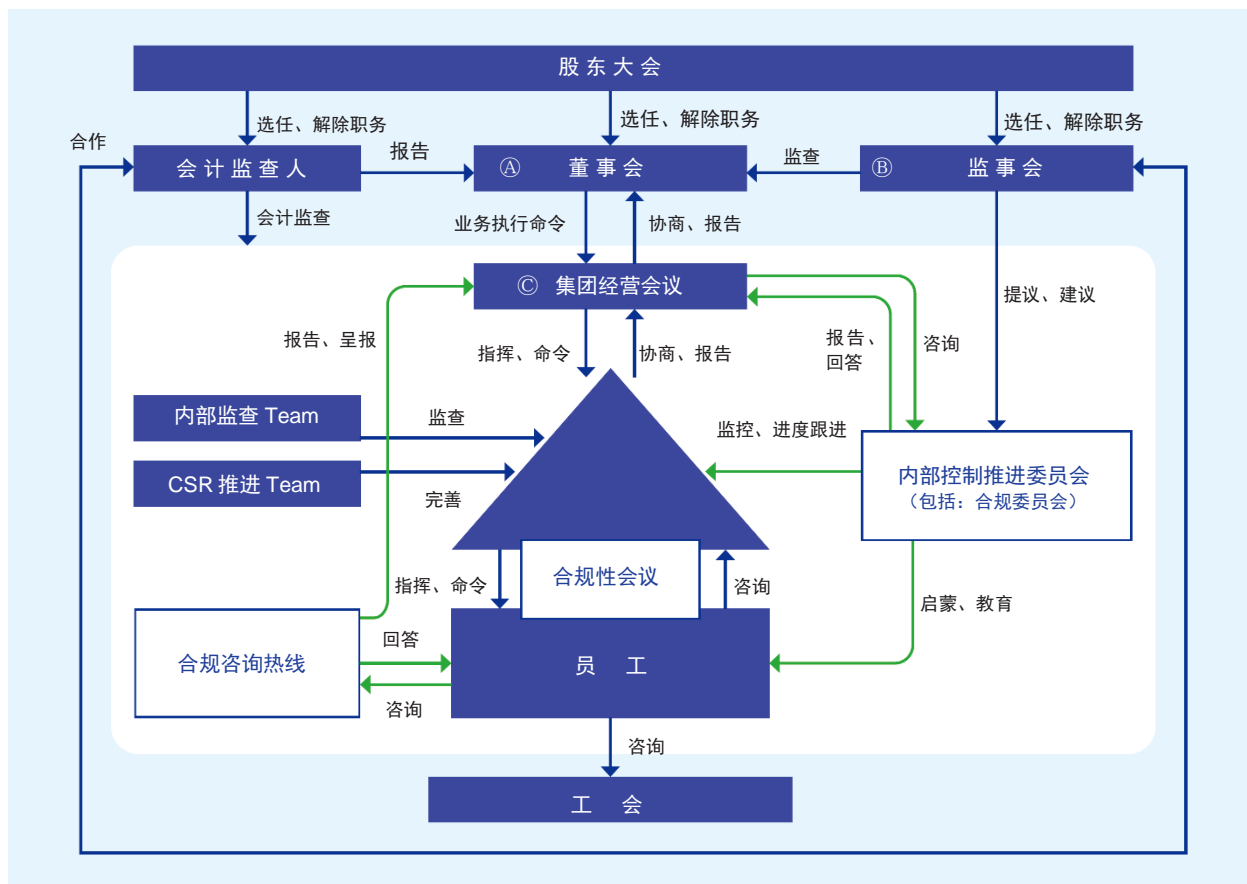 股东大会
选任、解除职务
选任、解除职务
选任、解除职务
合作
会计监查人
报告
Ⓐ 董事会
监查
Ⓑ 监事会
会计监查
业务执行命令
协商、报告
Ⓒ 集团经营会议
提议、建议
报告、呈报
指挥、命令
协商、报告
报告、
回答
咨询
内部监查 Team
监查
监控、进度跟进
CSR 推进 Team
完善
内部控制推进委员会
（包括：合规委员会）
指挥、命令
合规性会议
咨询
启蒙、教育
合规咨询热线
回答
员 工
咨询
咨询
工 会